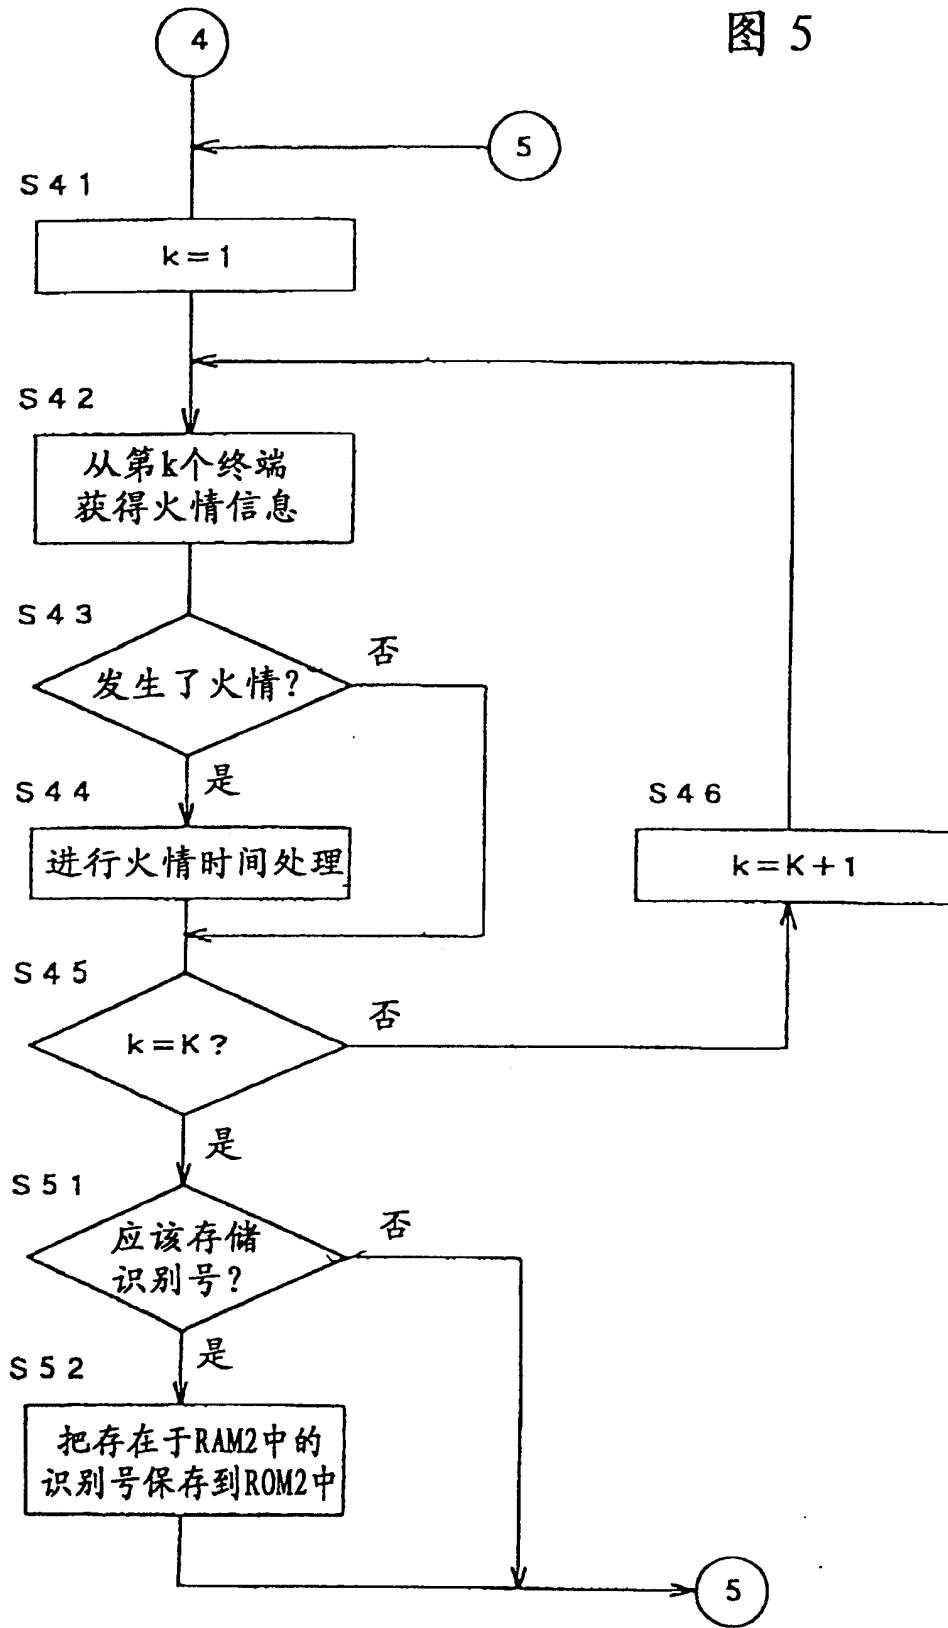 图 5
4
5
S41
k=1
S42
从第k个终端
获得火情信息
S43
发生了火情?
否
是
S44
进行火情时间处理
S46
k=K+1
S45
k=K?
否
是
S51
应该存储
识别号?
否
是
S52
把存在于RAM2中的
识别号保存到ROM2中
5